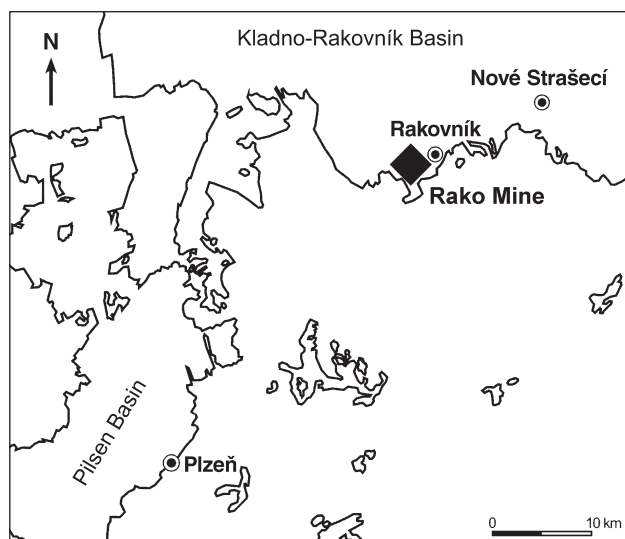 Kladno-Rakovník Basin
N
Nové Strašecí
Rakovník
Rako Mine
Pilsen Basin
Plzeň
0 10 km